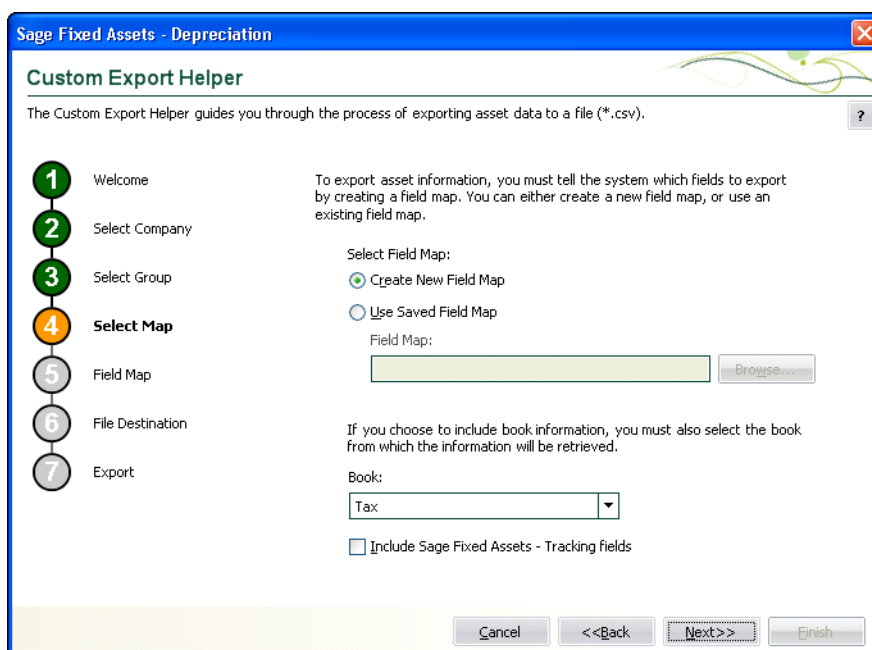 Sage Fixed Assets - Depreciation
Custom Export Helper
The Custom Export Helper guides you through the process of exporting asset data to a file (*.csv).
?
1 Welcome
2 Select Company
3 Select Group
4 Select Map
5 Field Map
6 File Destination
7 Export
To export asset information, you must tell the system which fields to export
by creating a field map. You can either create a new field map, or use an
existing field map.
Select Field Map:
Create New Field Map
Use Saved Field Map
Field Map:
Browse...
If you choose to include book information, you must also select the book
from which the information will be retrieved.
Book:
Tax
Include Sage Fixed Assets - Tracking fields
Cancel
<<Back
Next>>
Finish